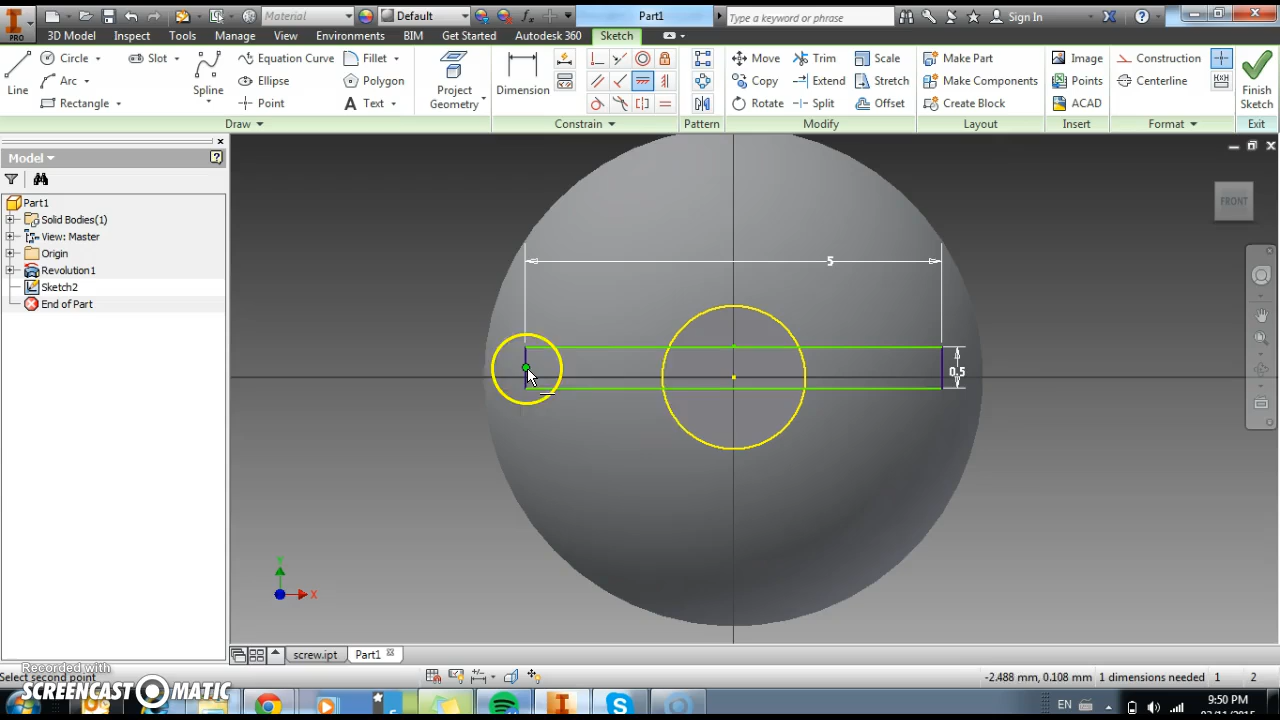 Material Default Part1 Type a keyword or phrase Sign In
PRO 3D Model Inspect Tools Manage View Environments BIM Get Started Autodesk 360 Sketch
Line Circle Slot Spline Equation Curve Fillet Project Geometry Dimension Move Trim Scale Make Part Image Construction Finish Sketch
Arc Ellipse Polygon Copy Extend Stretch Make Components Points Centerline
Rectangle Point Text Rotate Split Offset Create Block ACAD
Draw Constrain Pattern Modify Layout Insert Format Exit
Model
Part1
Solid Bodies(1)
View: Master
Origin
Revolution1
Sketch2
End of Part
FRONT
5
0.5
Y
X
screw.ipt Part1
Recorded with
Select second point -2.488 mm, 0.108 mm 1 dimensions needed 1 2
SCREENCAST MATIC
EN 9:50 PM